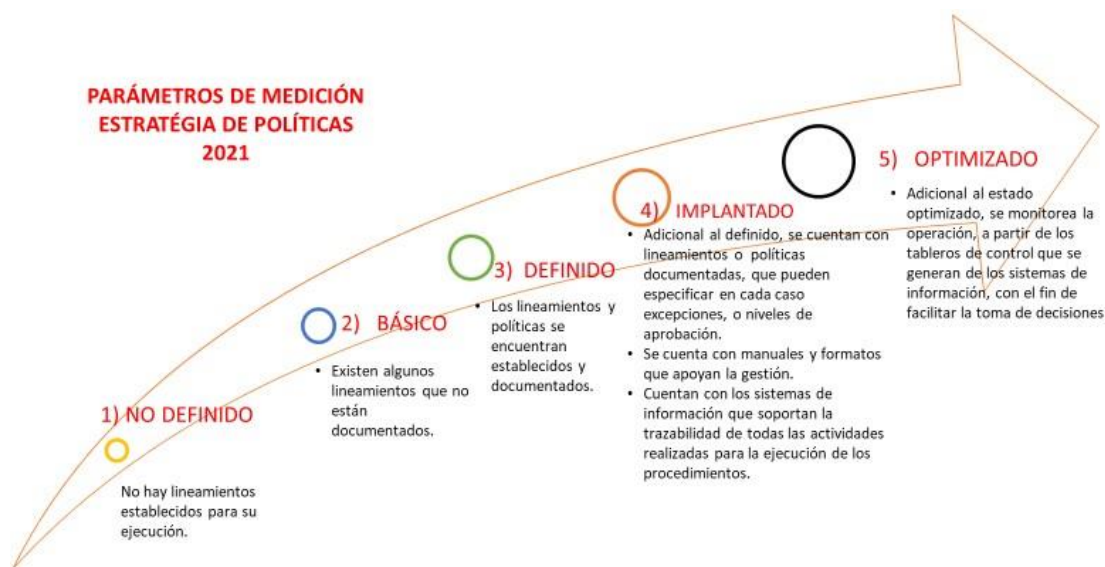 PARÁMETROS DE MEDICIÓN
ESTRATÉGIA DE POLÍTICAS
2021
1) NO DEFINIDO
No hay lineamientos
establecidos para su
ejecución.
2) BÁSICO
• Existen algunos
lineamientos que no
están
documentados.
3) DEFINIDO
• Los lineamientos y
políticas se
encuentran
establecidos y
documentados.
4) IMPLANTADO
• Adicional al definido, se cuentan con
lineamientos o políticas
documentadas, que pueden
especificar en cada caso
excepciones, o niveles de
aprobación.
• Se cuenta con manuales y formatos
que apoyan la gestión.
• Cuentan con los sistemas de
información que soportan la
trazabilidad de todas las actividades
realizadas para la ejecución de los
procedimientos.
5) OPTIMIZADO
• Adicional al estado
optimizado, se monitorea la
operación, a partir de los
tableros de control que se
generan de los sistemas de
información, con el fin de
facilitar la toma de decisiones